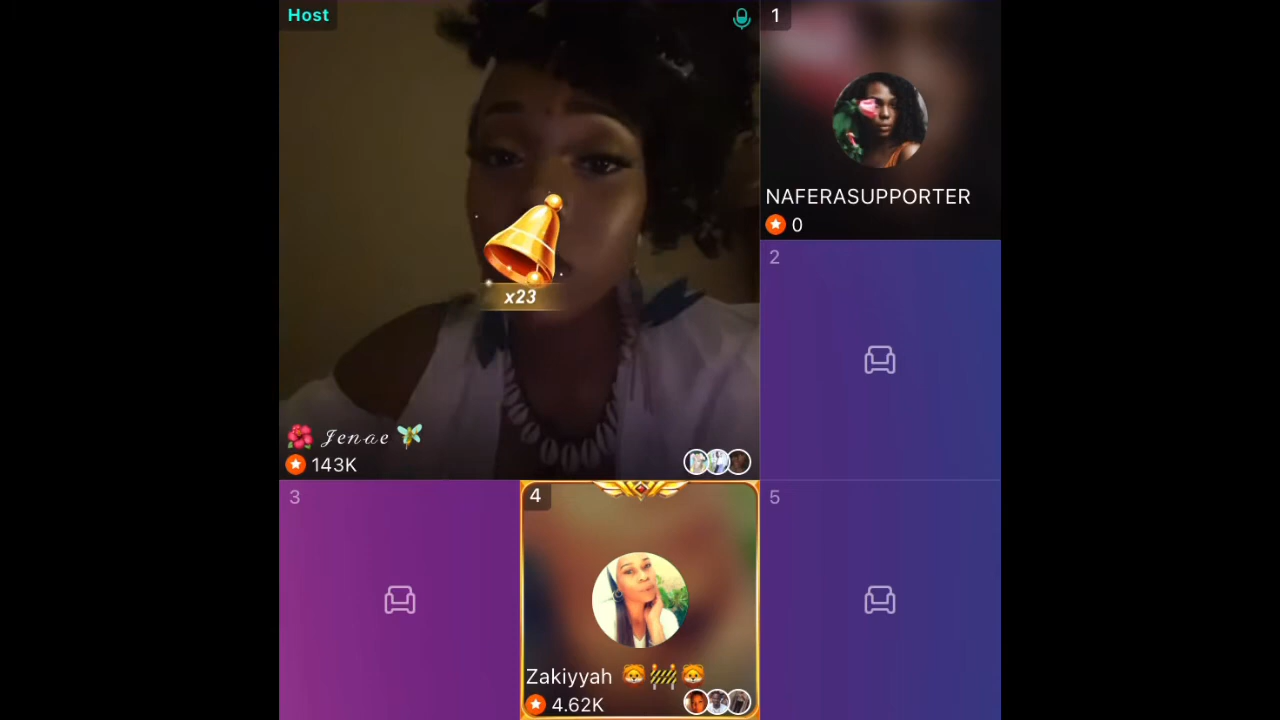 Host
1
x23
NAFERASUPPORTER
0
2
🌺 𝒥𝑒𝓃𝒶𝑒 🧚
143K
3
4
5
Zakiyyah 🦁🚧🦁
4.62K